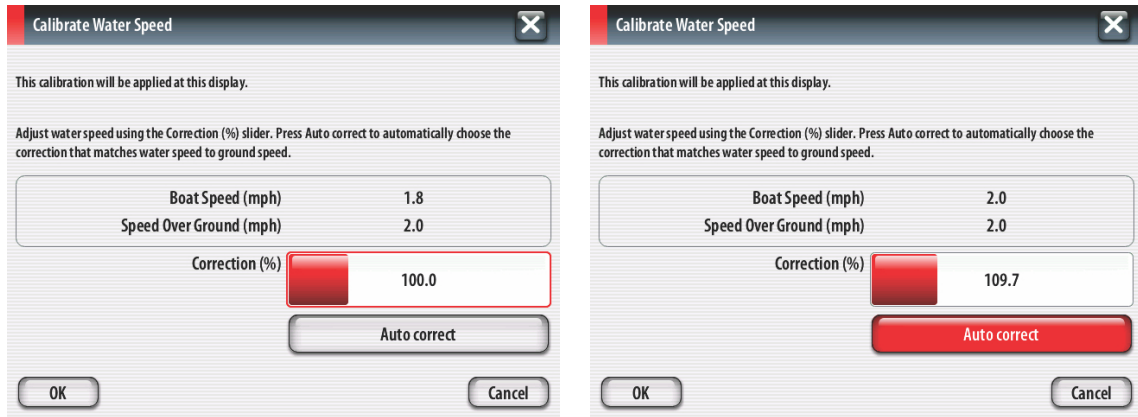 Calibrate Water Speed
This calibration will be applied at this display.
Adjust water speed using the Correction (%) slider. Press Auto correct to automatically choose the
correction that matches water speed to ground speed.
Boat Speed (mph) 1.8
Speed Over Ground (mph) 2.0
Correction (%) 100.0
Auto correct
OK Cancel
Calibrate Water Speed
This calibration will be applied at this display.
Adjust water speed using the Correction (%) slider. Press Auto correct to automatically choose the
correction that matches water speed to ground speed.
Boat Speed (mph) 2.0
Speed Over Ground (mph) 2.0
Correction (%) 109.7
Auto correct
OK Cancel